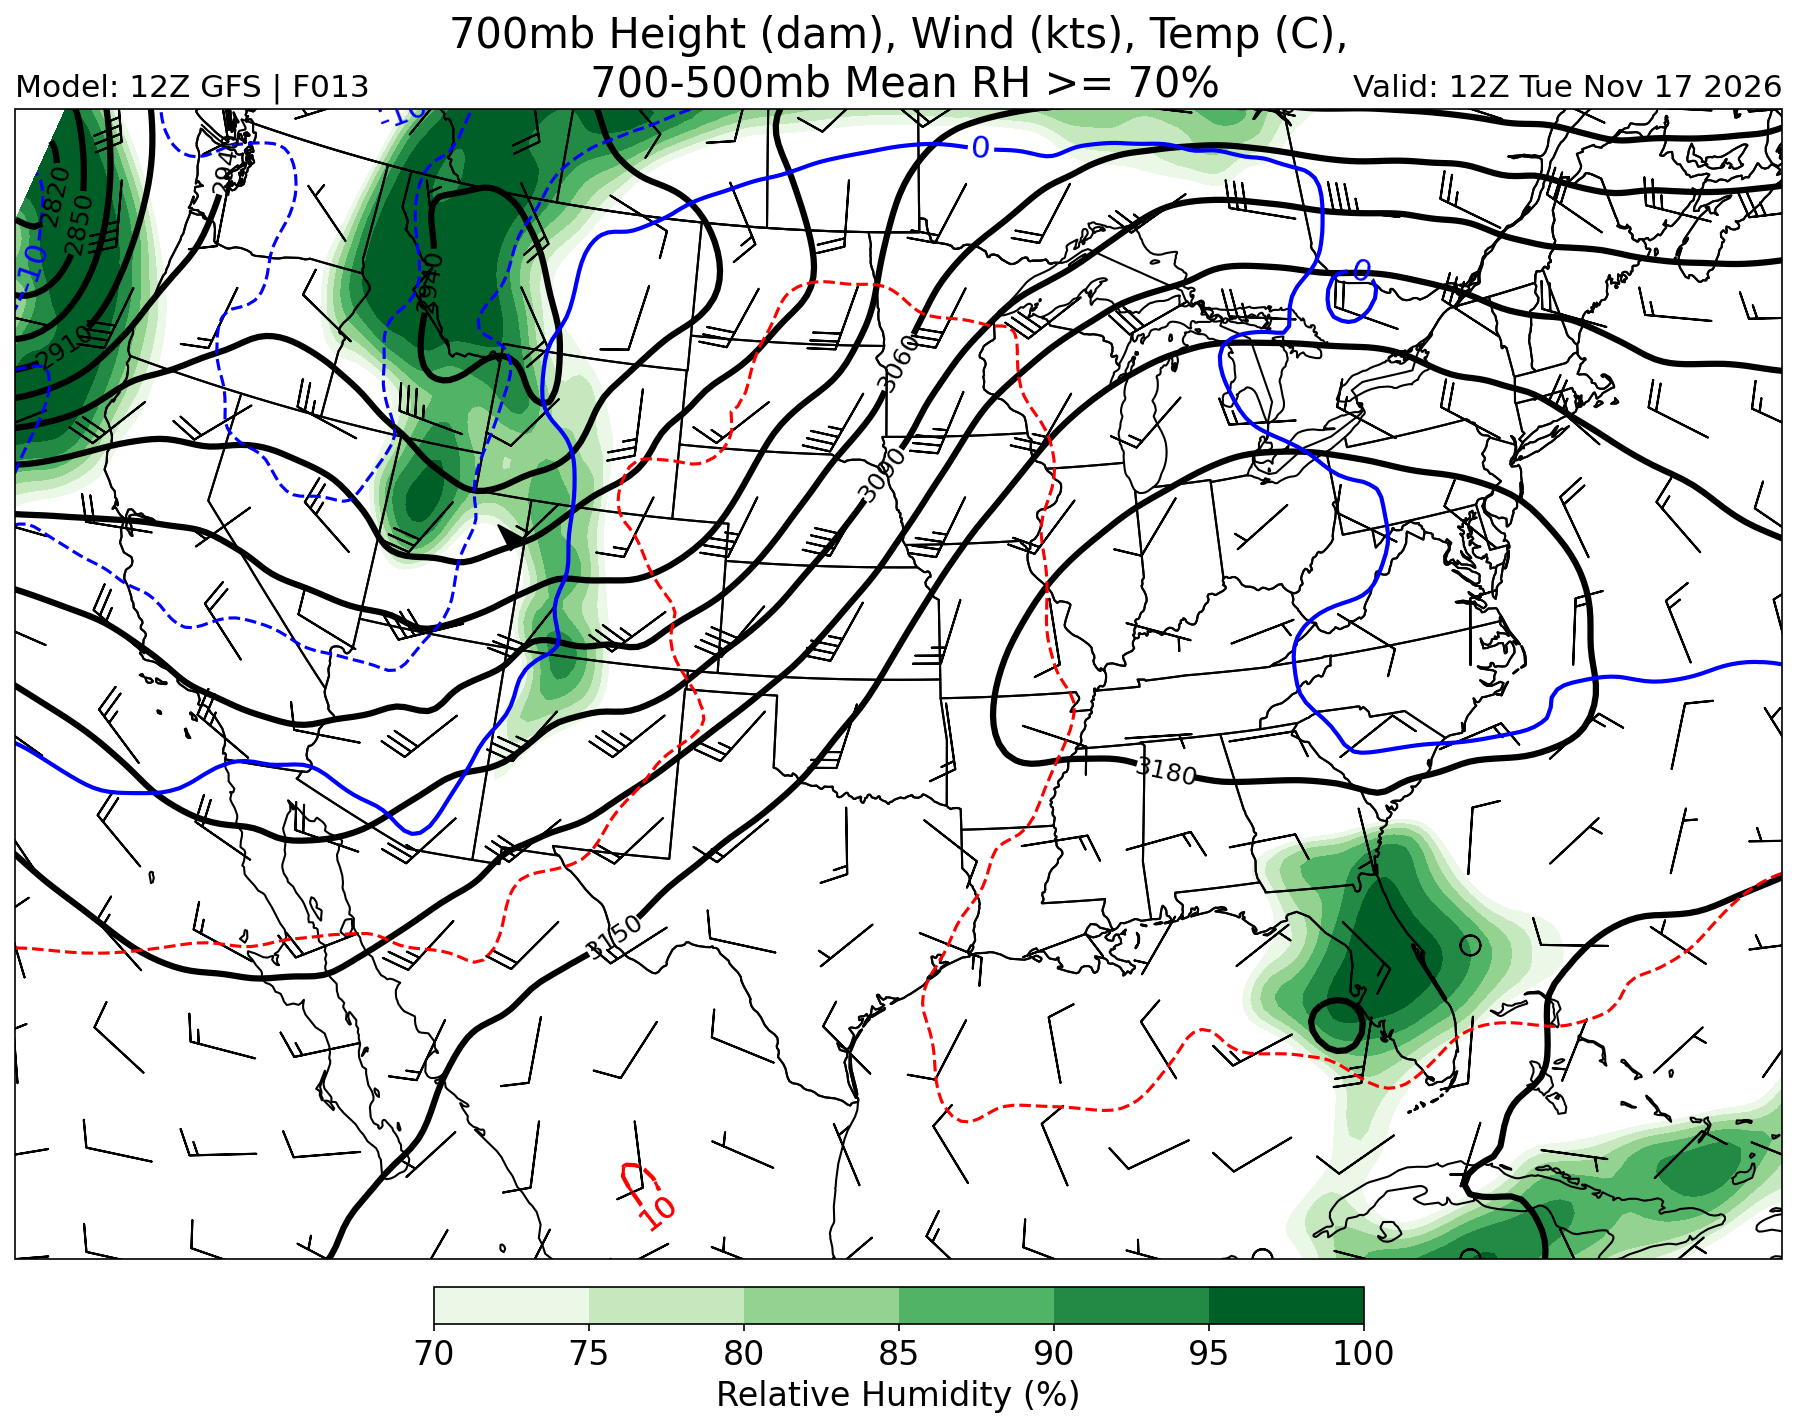 700mb Height (dam), Wind (kts), Temp (C),
700-500mb Mean RH >= 70%
Model: 12Z GFS | F013
Valid: 12Z Tue Nov 17 2026
-10
0
2820
2850
2940
-10
2940
0
2910
3060
3090
3180
3150
10
70 75 80 85 90 95 100
Relative Humidity (%)